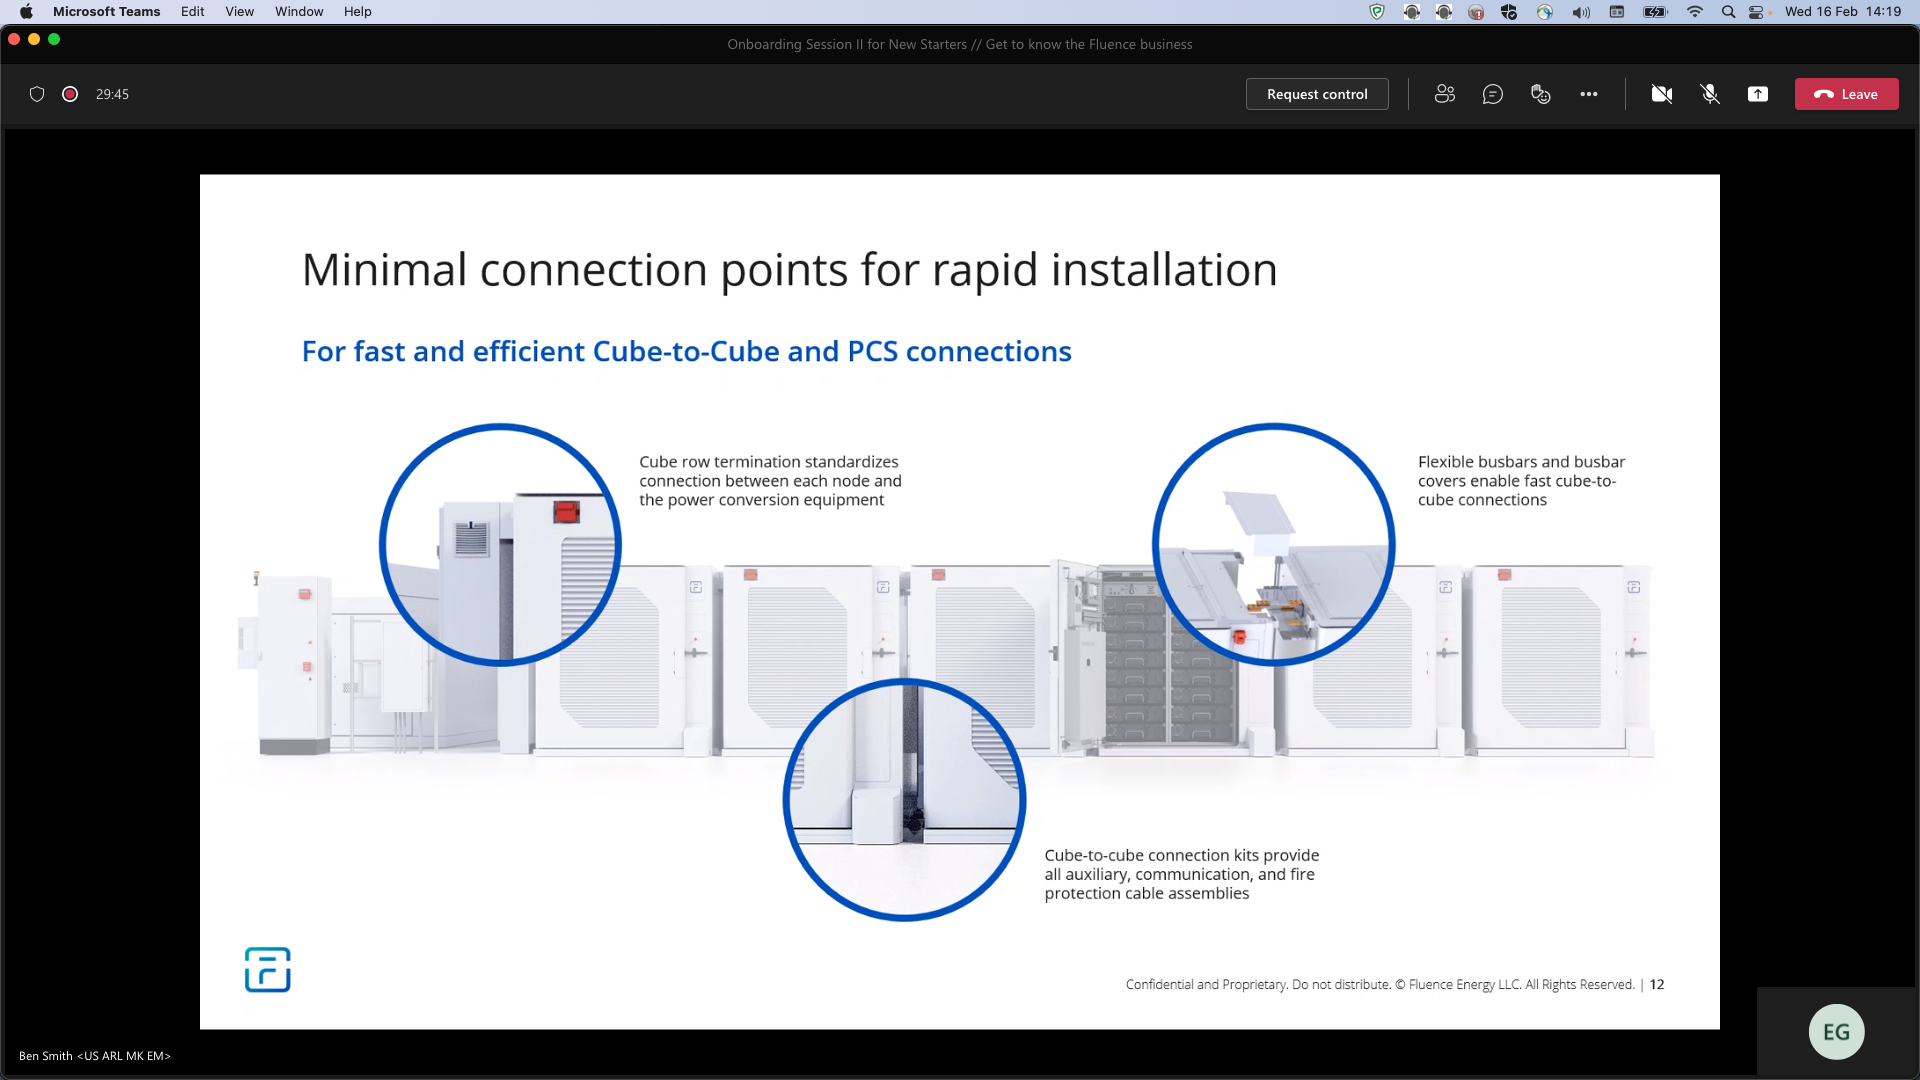 Microsoft Teams Edit View Window Help Wed 16 Feb 14:19
Onboarding Session II for New Starters // Get to know the Fluence business
29:45 Request control Leave
Minimal connection points for rapid installation
For fast and efficient Cube-to-Cube and PCS connections
Cube row termination standardizes
connection between each node and
the power conversion equipment
Flexible busbars and busbar
covers enable fast cube-to-
cube connections
Cube-to-cube connection kits provide
all auxiliary, communication, and fire
protection cable assemblies
Confidential and Proprietary. Do not distribute. © Fluence Energy LLC. All Rights Reserved. | 12
EG
Ben Smith <US ARL MK EM>